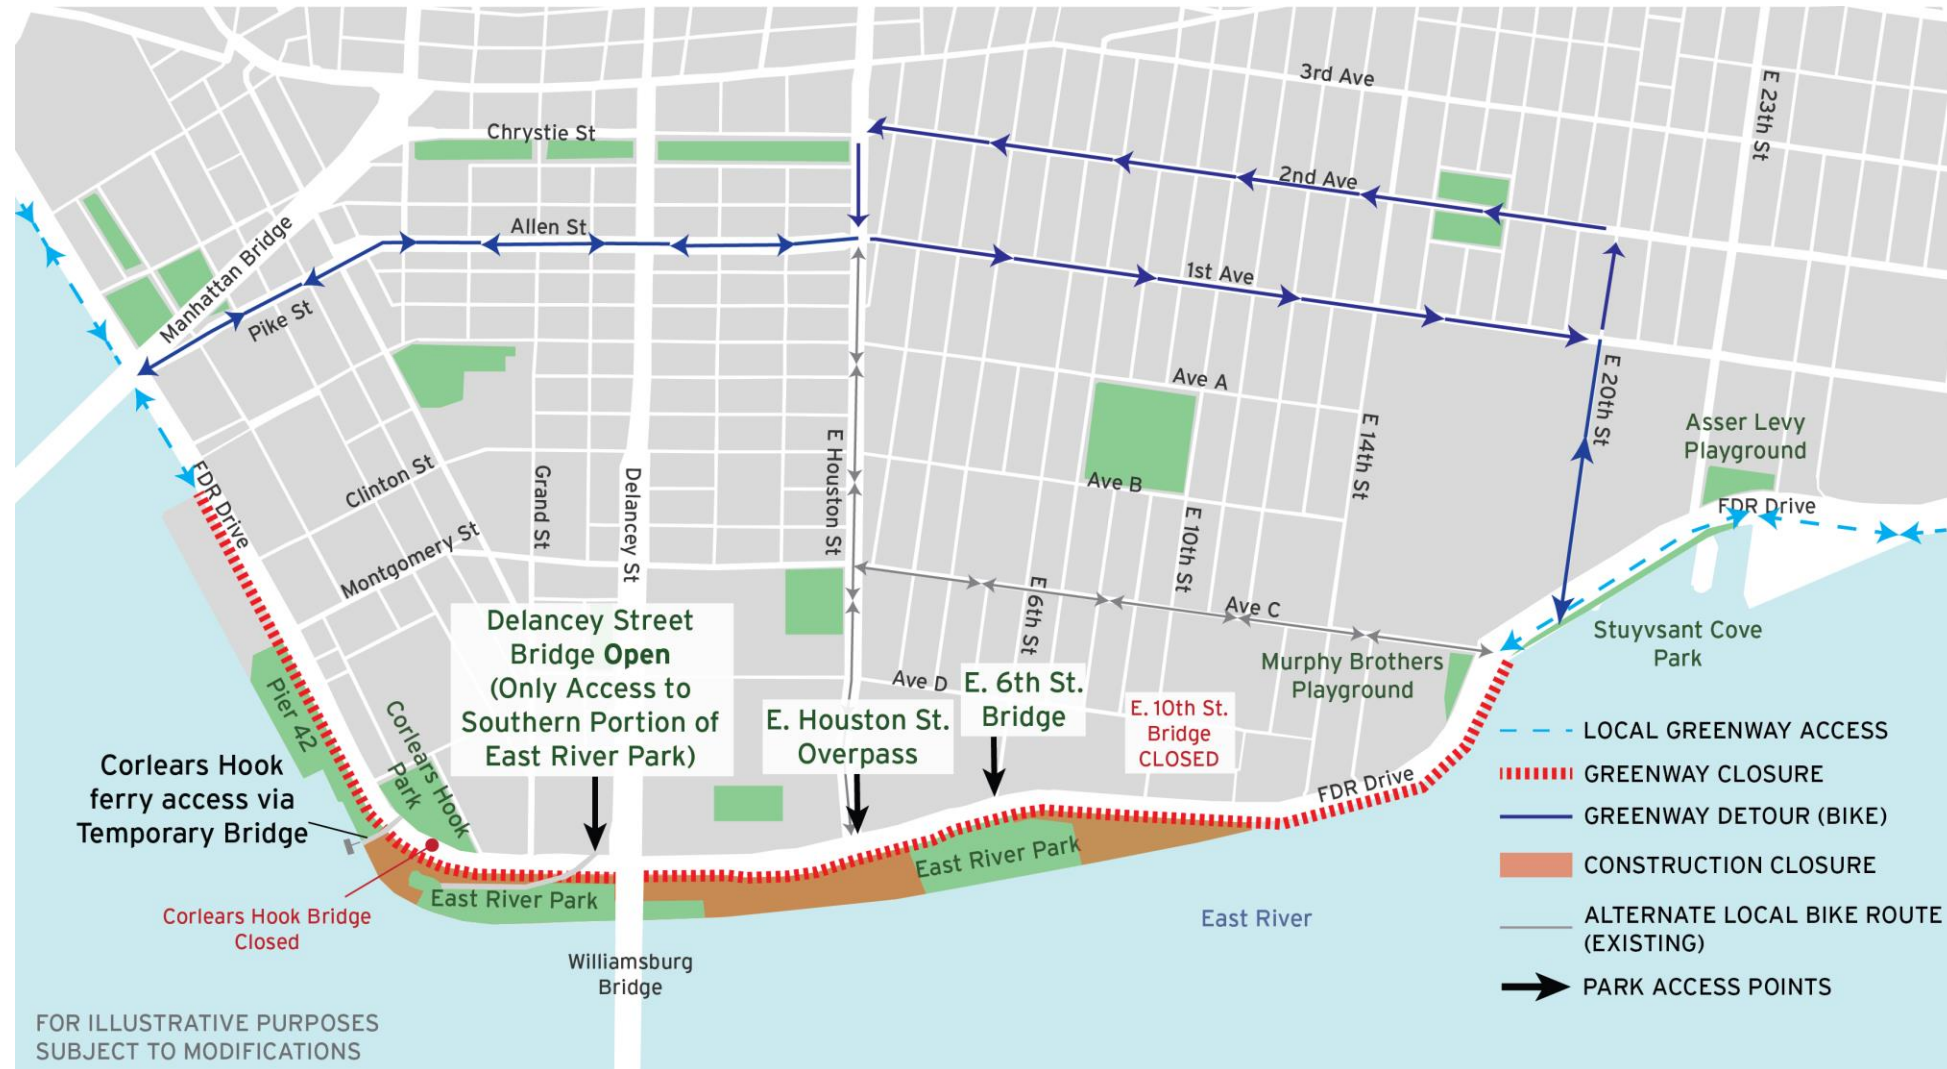 3rd Ave
E 23th St
Chrystie St
2nd Ave
Allen St
1st Ave
Manhattan Bridge
Pike St
E 20th St
Ave A
Asser Levy
Playground
E 14th St
FDR Drive
FDR Drive
Clinton St
Grand St
Delancey St
E Houston St
Ave B
E 10th St
Montgomery St
E 6th St
Ave C
Stuyvsant Cove
Park
Delancey Street
Bridge Open
(Only Access to
Southern Portion of
East River Park)
Murphy Brothers
Playground
Ave D
E. 6th St.
Bridge
E. Houston St.
Overpass
E. 10th St.
Bridge
CLOSED
Pier 42
Corlears Hook
Park
FDR Drive
Corlears Hook
ferry access via
Temporary Bridge
East River Park
East River Park
Corlears Hook Bridge
Closed
East River
Williamsburg
Bridge
LOCAL GREENWAY ACCESS
GREENWAY CLOSURE
GREENWAY DETOUR (BIKE)
CONSTRUCTION CLOSURE
ALTERNATE LOCAL BIKE ROUTE
(EXISTING)
PARK ACCESS POINTS
FOR ILLUSTRATIVE PURPOSES
SUBJECT TO MODIFICATIONS